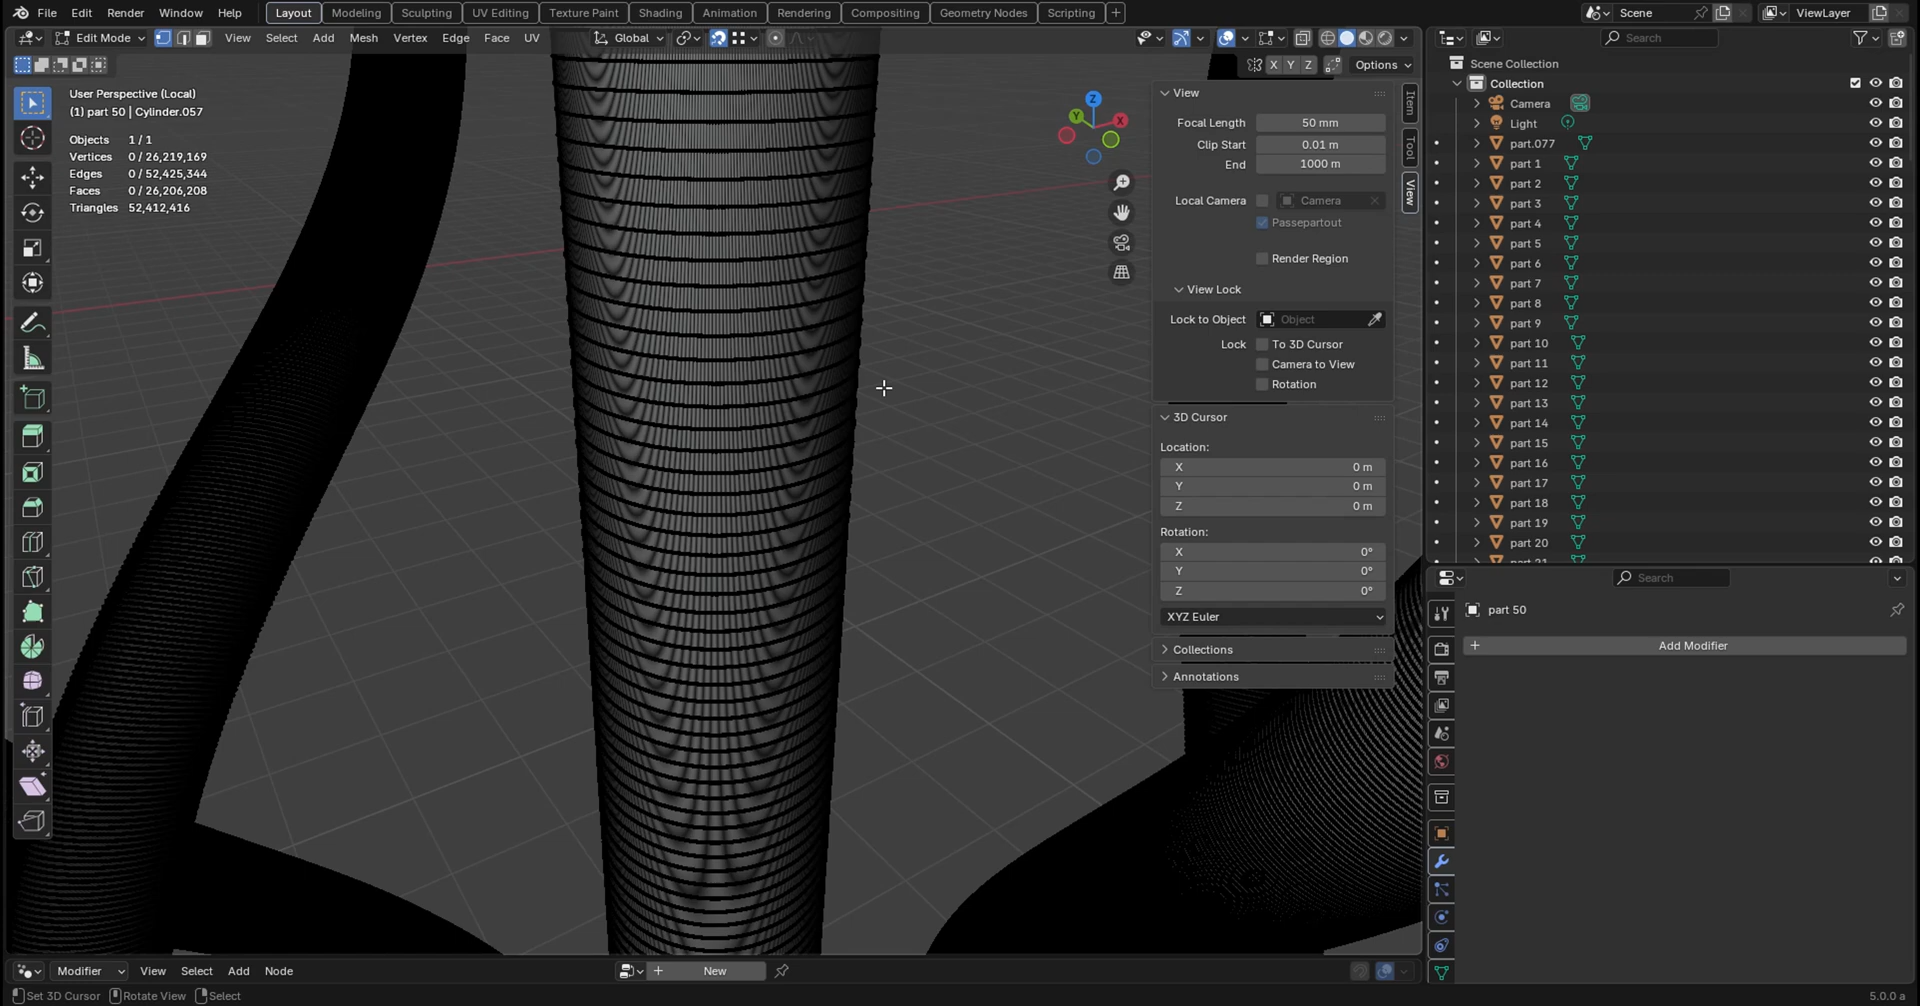 File Edit Render Window Help Layout Modeling Sculpting UV Editing Texture Paint Shading Animation Rendering Compositing Geometry Nodes Scripting + Scene ViewLayer
Edit Mode View Select Add Mesh Vertex Edge Face UV Global Search
X Y Z Options
User Perspective (Local)
(1) part 50 | Cylinder.057
Objects 1 / 1
Vertices 0 / 26,219,169
Edges 0 / 52,425,344
Faces 0 / 26,206,208
Triangles 52,412,416
Z
Y
X
View
Focal Length 50 mm
Clip Start 0.01 m
End 1000 m
Local Camera Camera
Passepartout
Render Region
View Lock
Lock to Object Object
Lock To 3D Cursor
Camera to View
Rotation
3D Cursor
Location:
X 0 m
Y 0 m
Z 0 m
Rotation:
X 0°
Y 0°
Z 0°
XYZ Euler
Collections
Annotations
Item
Tool
View
Scene Collection
Collection
Camera
Light
part.077
part 1
part 2
part 3
part 4
part 5
part 6
part 7
part 8
part 9
part 10
part 11
part 12
part 13
part 14
part 15
part 16
part 17
part 18
part 19
part 20
Search
part 50
+ Add Modifier
Modifier View Select Add Node + New
Set 3D Cursor Rotate View Select 5.0.0 a